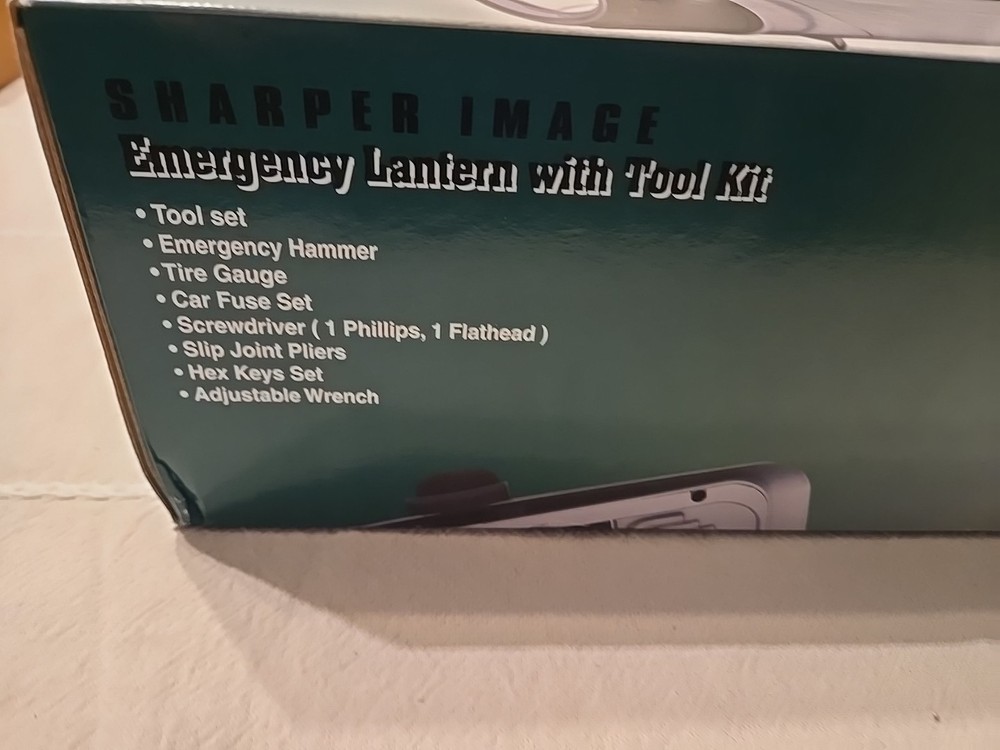 SHARPER IMAGE
Emergency Lantern with Tool Kit
• Tool set
• Emergency Hammer
• Tire Gauge
• Car Fuse Set
• Screwdriver ( 1 Phillips, 1 Flathead )
• Slip Joint Pliers
• Hex Keys Set
• Adjustable Wrench